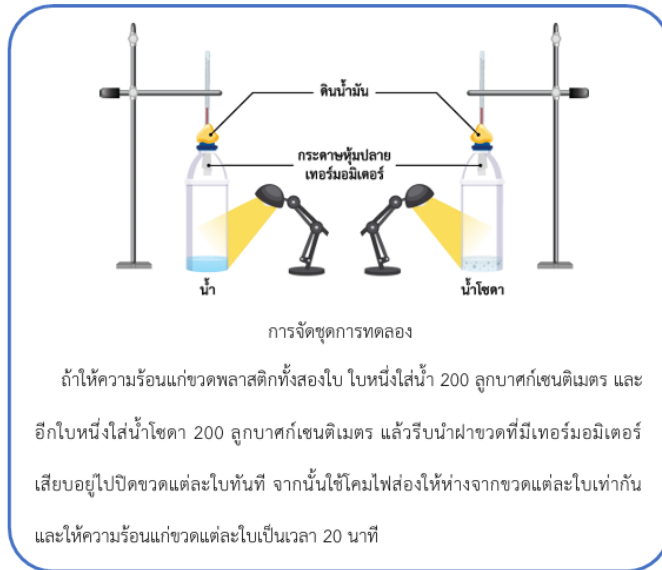 ดินน้ำมัน
กระดาษหุ้มปลาย
เทอร์มอมิเตอร์
น้ำ
น้ำโซดา
การจัดชุดการทดลอง
ถ้าให้ความร้อนแก่ขวดพลาสติกทั้งสองใบ ใบหนึ่งใส่น้ำ 200 ลูกบาศก์เซนติเมตร และ
อีกใบหนึ่งใส่น้ำโซดา 200 ลูกบาศก์เซนติเมตร แล้วรีบนำฝาขวดที่มีเทอร์มอมิเตอร์
เสียบอยู่ไปปิดขวดแต่ละใบทันที จากนั้นใช้โคมไฟส่องให้ห่างจากขวดแต่ละใบเท่ากัน
และให้ความร้อนแก่ขวดแต่ละใบเป็นเวลา 20 นาที